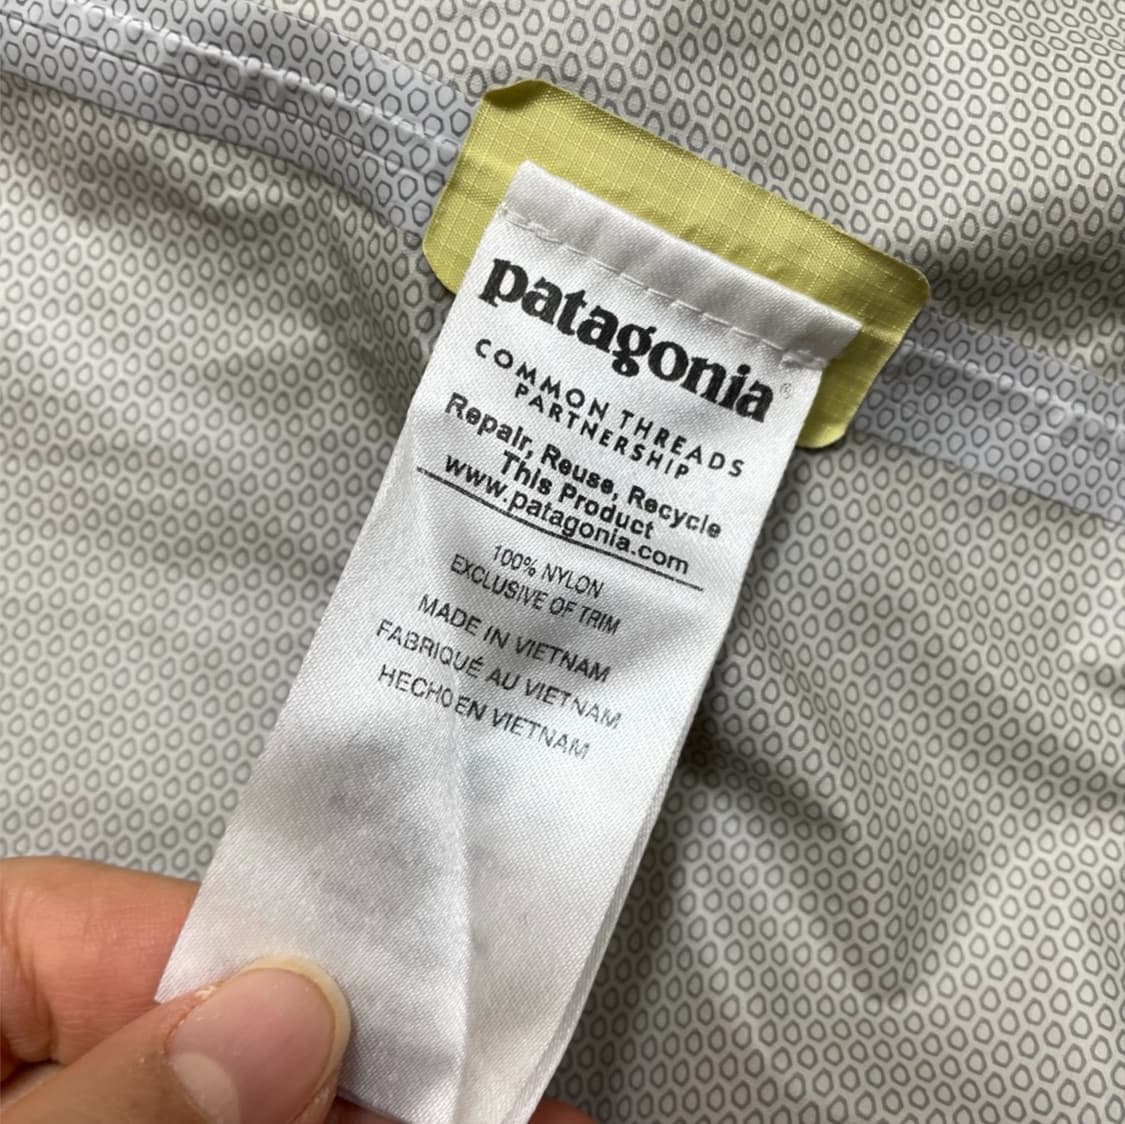 patagonia®
COMMON THREADS
PARTNERSHIP
Repair, Reuse, Recycle
This Product
www.patagonia.com
100% NYLON
EXCLUSIVE OF TRIM
MADE IN VIETNAM
FABRIQUÉ AU VIETNAM
HECHO EN VIETNAM